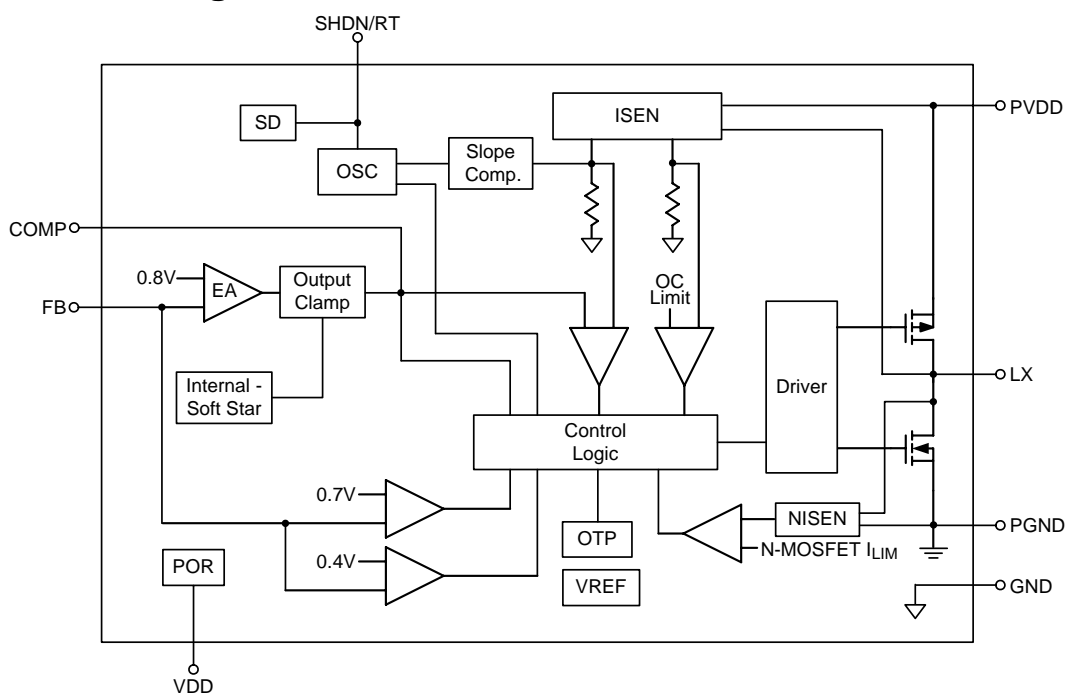 SHDN/RT
PVDD
SD
ISEN
OSC
Slope
Comp.
COMP
0.8V
EA
Output
Clamp
OC
Limit
FB
Internal -
Soft Star
Driver
LX
Control
Logic
0.7V
NISEN
PGND
OTP
N-MOSFET ILIM
POR
0.4V
VREF
GND
VDD